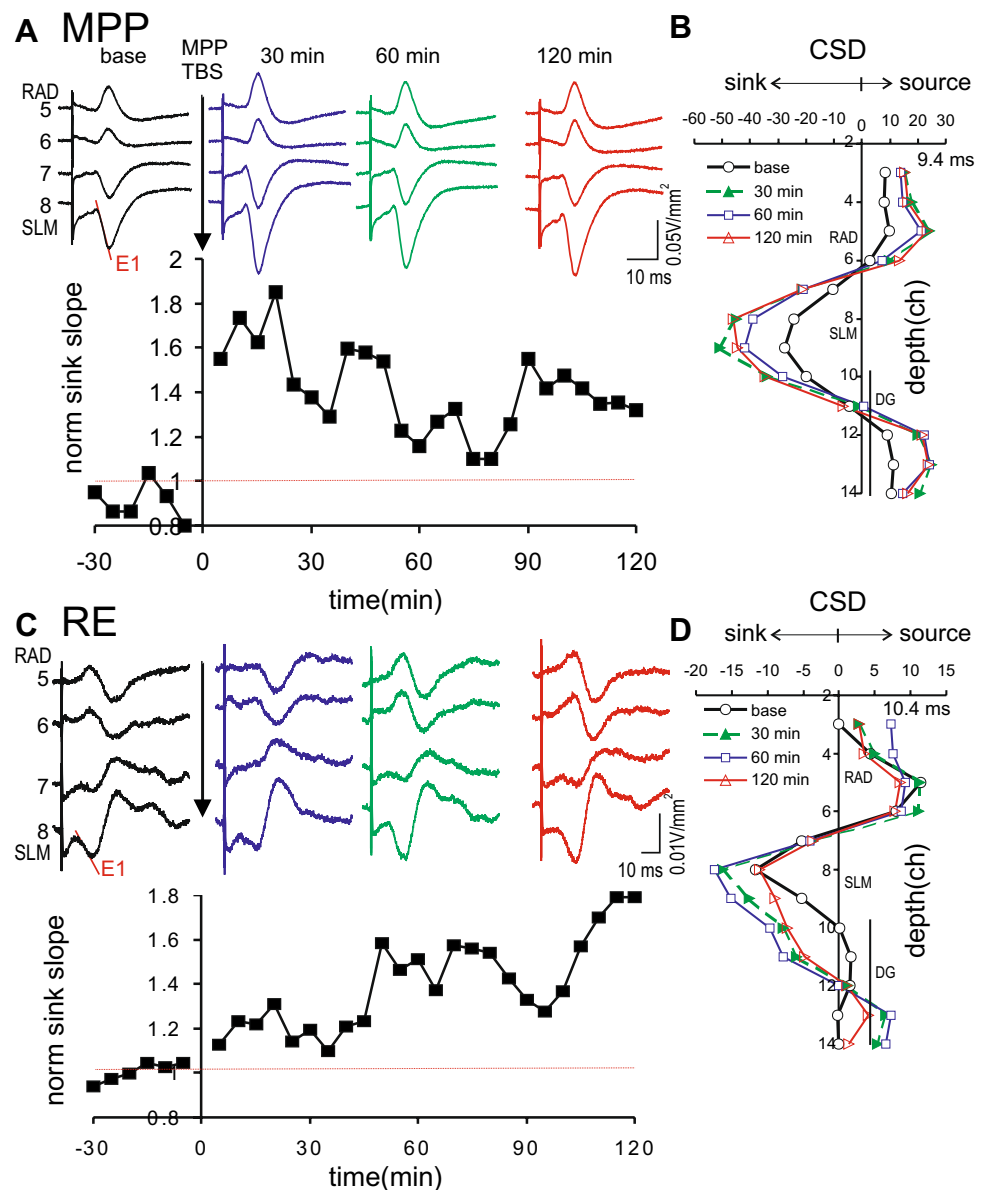 A MPP
base
MPP
TBS
30 min
60 min
120 min
RAD
5
6
7
8
SLM
E1
0.05V/mm²
10 ms
norm sink slope
2
1.8
1.6
1.4
1.2
1
0.8
-30 0 30 60 90 120
time(min)
B
CSD
sink source
-60 -50 -40 -30 -20 -10 0 10 20 30
0
9.4 ms
base
30 min
60 min
120 min
2
4
6
8
10
12
14
RAD
SLM
DG
depth(ch)
C RE
RAD
5
6
7
8
SLM
E1
0.01V/mm²
10 ms
norm sink slope
1.8
1.6
1.4
1.2
1
0.8
-30 0 30 60 90 120
time(min)
D
CSD
sink source
-20 -15 -10 -5 0 5 10 15
10.4 ms
base
30 min
60 min
120 min
2
4
6
8
10
12
14
RAD
SLM
DG
depth(ch)